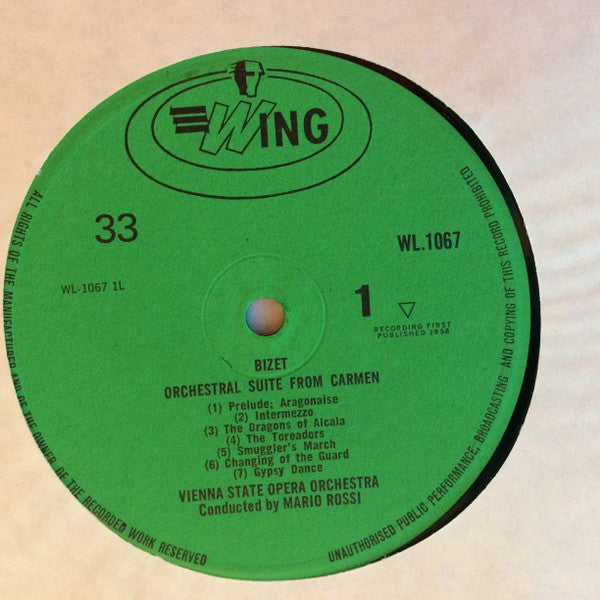 WING
33
WL.1067
WL-1067 1L
1
RECORDING FIRST
PUBLISHED 1958
BIZET
ORCHESTRAL SUITE FROM CARMEN
(1) Prelude; Aragonaise
(2) Intermezzo
(3) The Dragons of Alcala
(4) The Toreadors
(5) Smuggler's March
(6) Changing of the Guard
(7) Gypsy Dance
VIENNA STATE OPERA ORCHESTRA
Conducted by MARIO ROSSI
ALL RIGHTS OF THE MANUFACTURER AND OF THE OWNER OF THE RECORDED WORK RESERVED
UNAUTHORISED PUBLIC PERFORMANCE, BROADCASTING AND COPYING OF THIS RECORD PROHIBITED